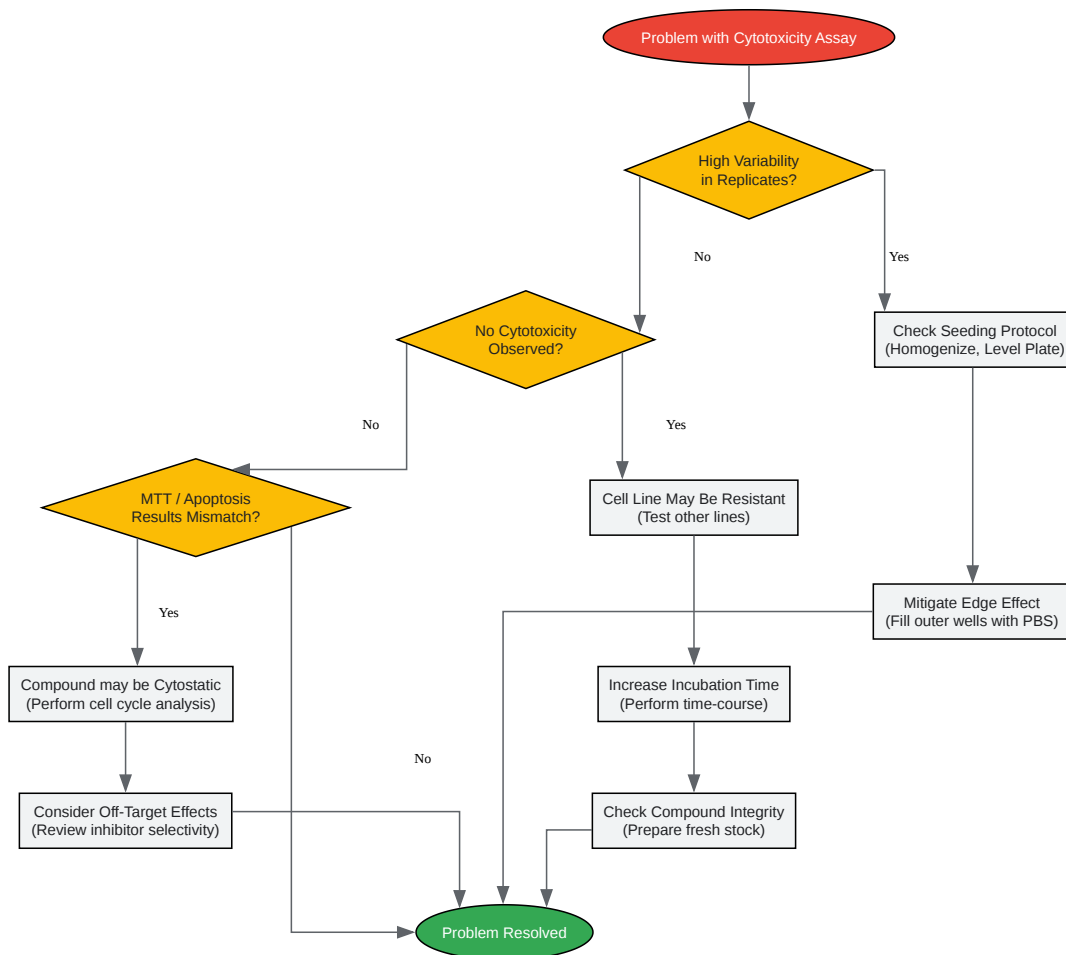 Problem with Cytotoxicity Assay
High Variability
in Replicates?
No
Yes
No Cytotoxicity
Observed?
Check Seeding Protocol
(Homogenize, Level Plate)
No
Yes
MTT / Apoptosis
Results Mismatch?
Cell Line May Be Resistant
(Test other lines)
Mitigate Edge Effect
(Fill outer wells with PBS)
Yes
Compound may be Cytostatic
(Perform cell cycle analysis)
Increase Incubation Time
(Perform time-course)
No
Consider Off-Target Effects
(Review inhibitor selectivity)
Check Compound Integrity
(Prepare fresh stock)
Problem Resolved